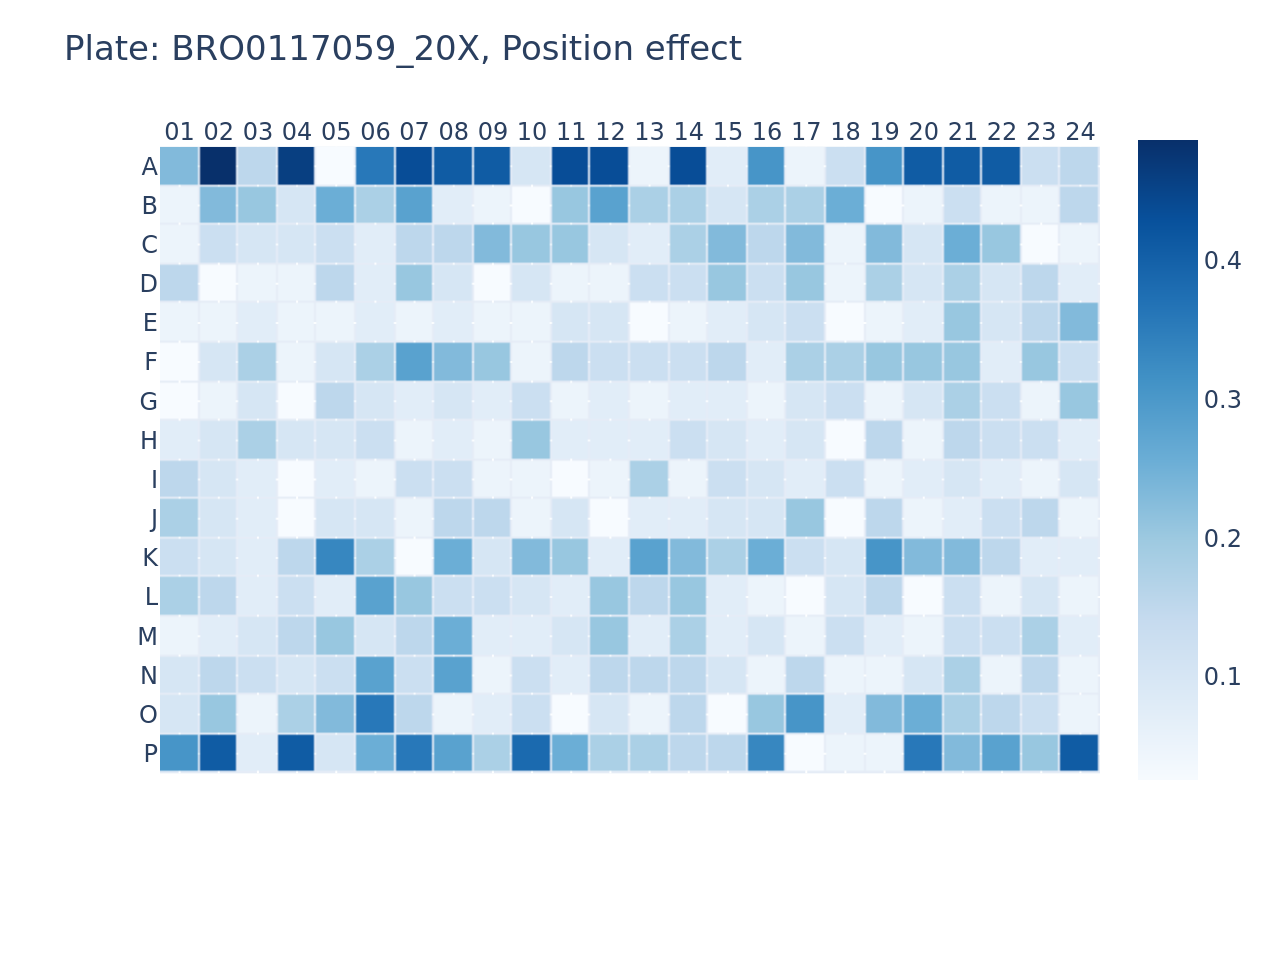 Plate: BRO0117059_20X, Position effect
01 02 03 04 05 06 07 08 09 10 11 12 13 14 15 16 17 18 19 20 21 22 23 24
A
B
C
D
E
F
G
H
I
J
K
L
M
N
O
P
0.4
0.3
0.2
0.1